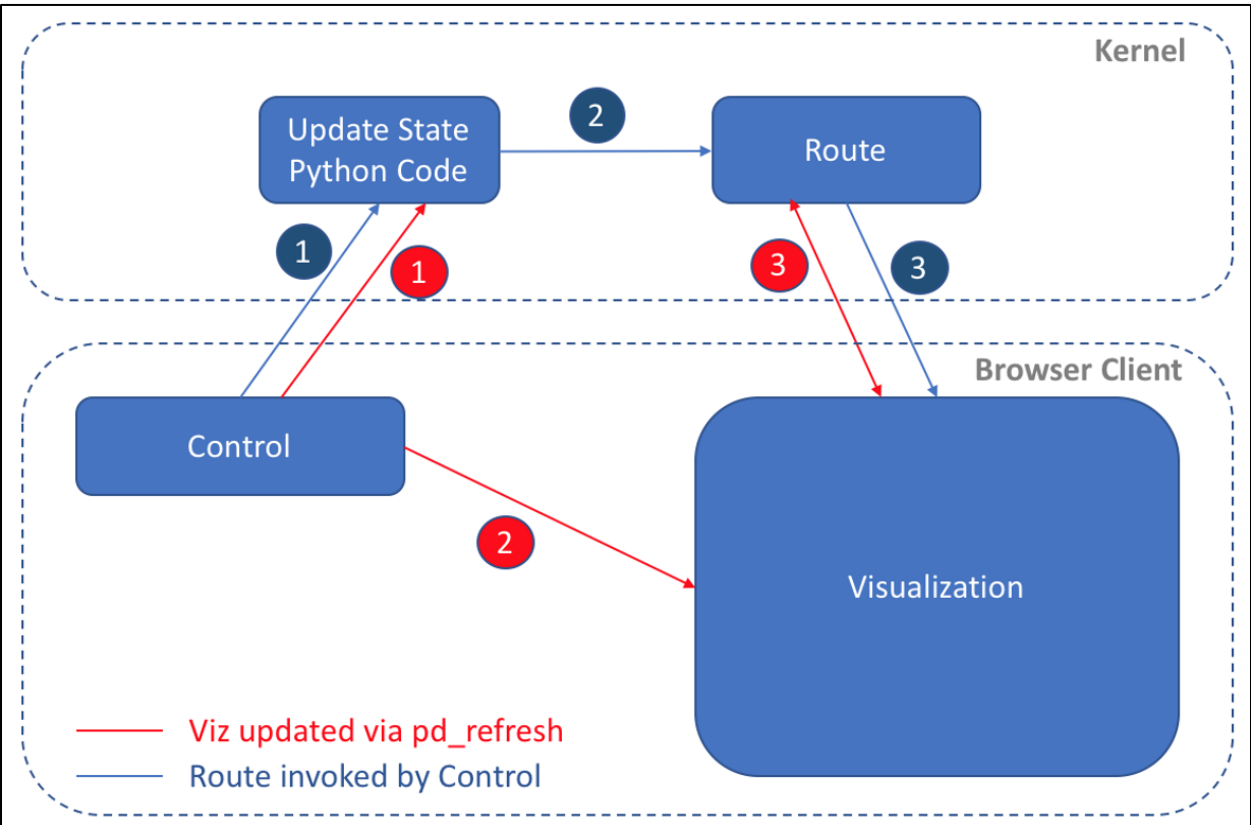 Kernel
Update State
Python Code
2
Route
1
1
3
3
Browser Client
Control
2
Visualization
Viz updated via pd_refresh
Route invoked by Control